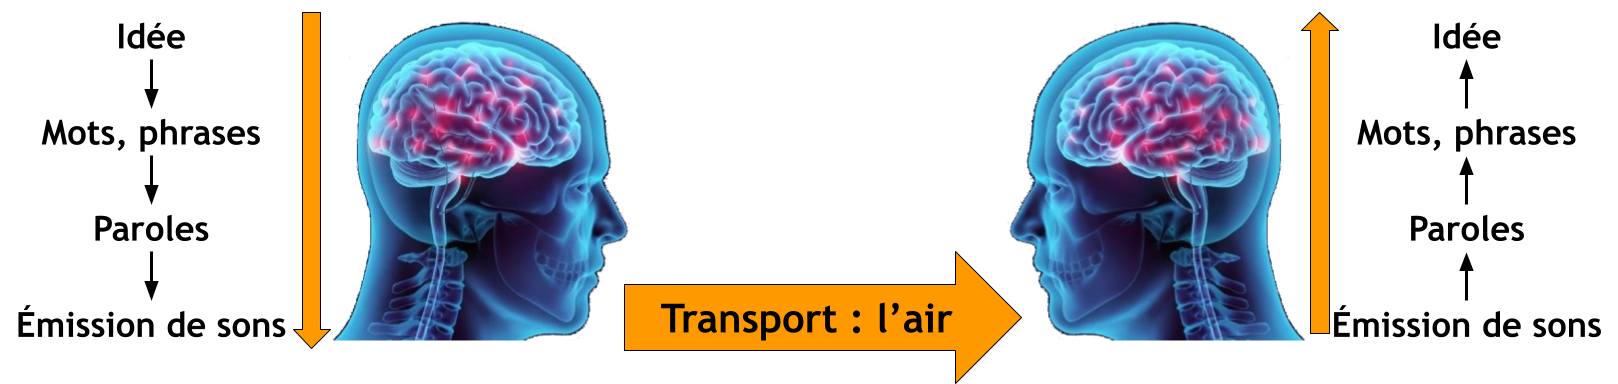 Idée
Mots, phrases
Paroles
Émission de sons
Transport : l’air
Idée
Mots, phrases
Paroles
Émission de sons